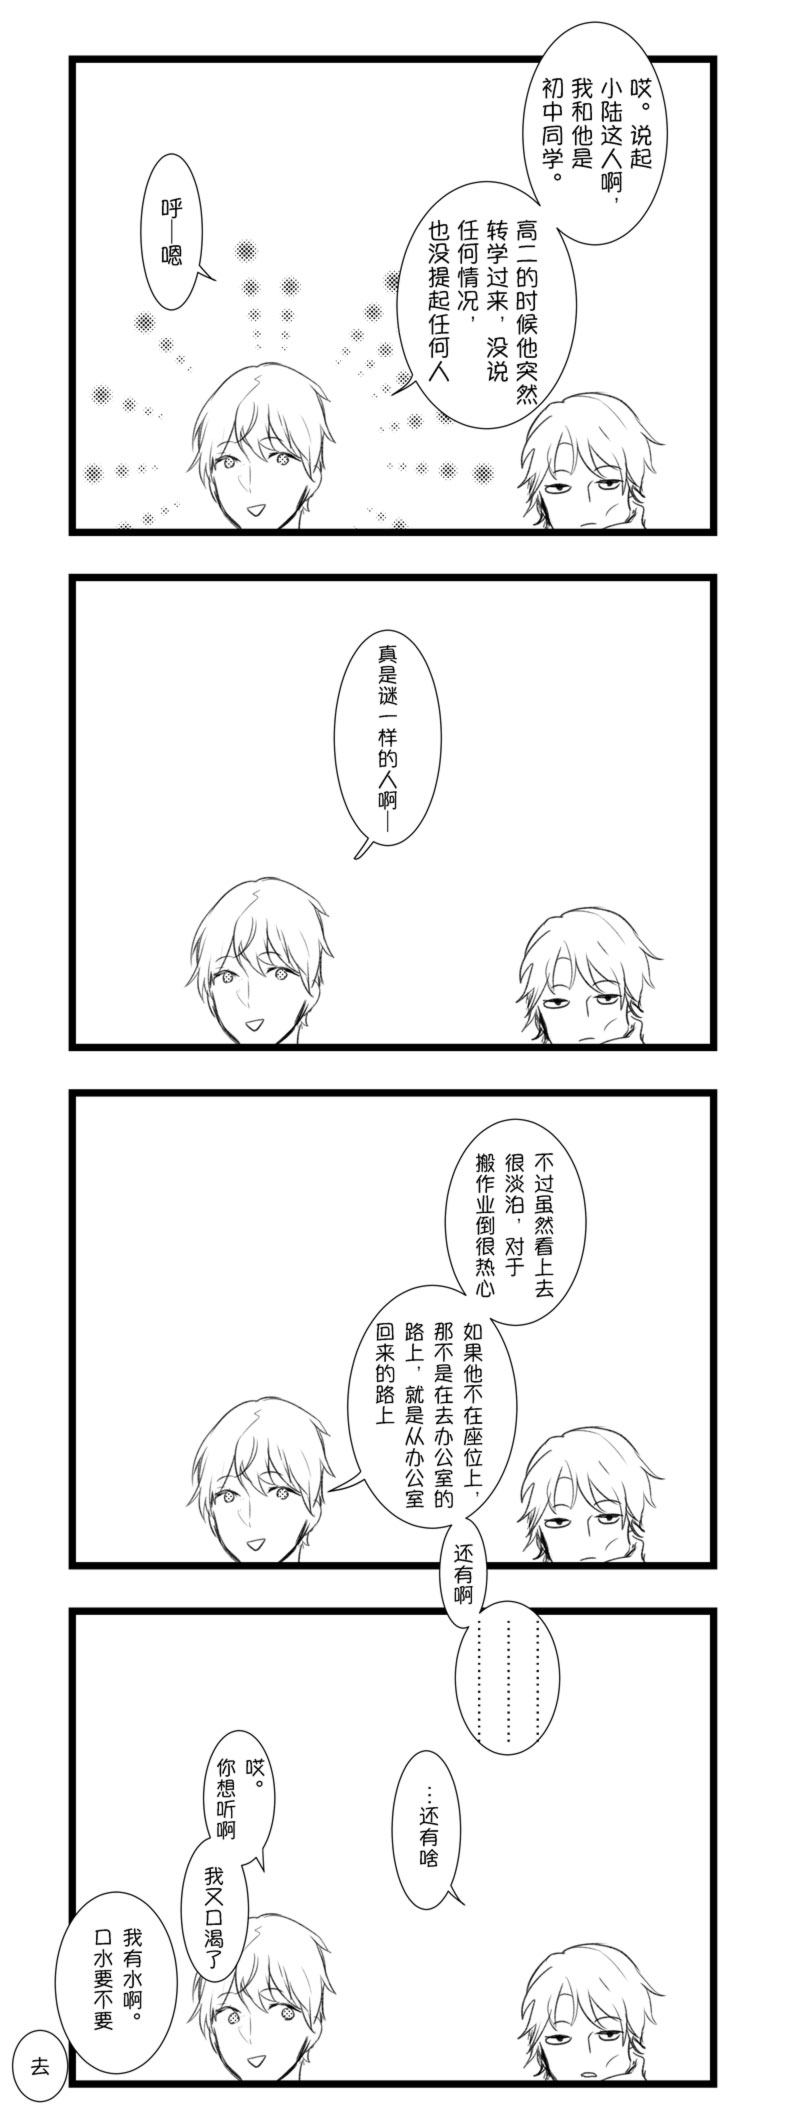 哎。说起
小陆这人啊，
我和他是
初中同学。
高二的时候他突然
转学过来，没说
任何情况，
也没提起任何人
呼—嗯
真是谜一样的人啊—
不过虽然看上去
很淡泊，对于
搬作业倒很热心
如果他不在座位上，
那不是在去办公室的
路上，就是从办公室
回来的路上
还有啊
………………
………………
………………
…还有啥
哎。
你想听啊
我又口渴了
我有水啊。
口水要不要
去